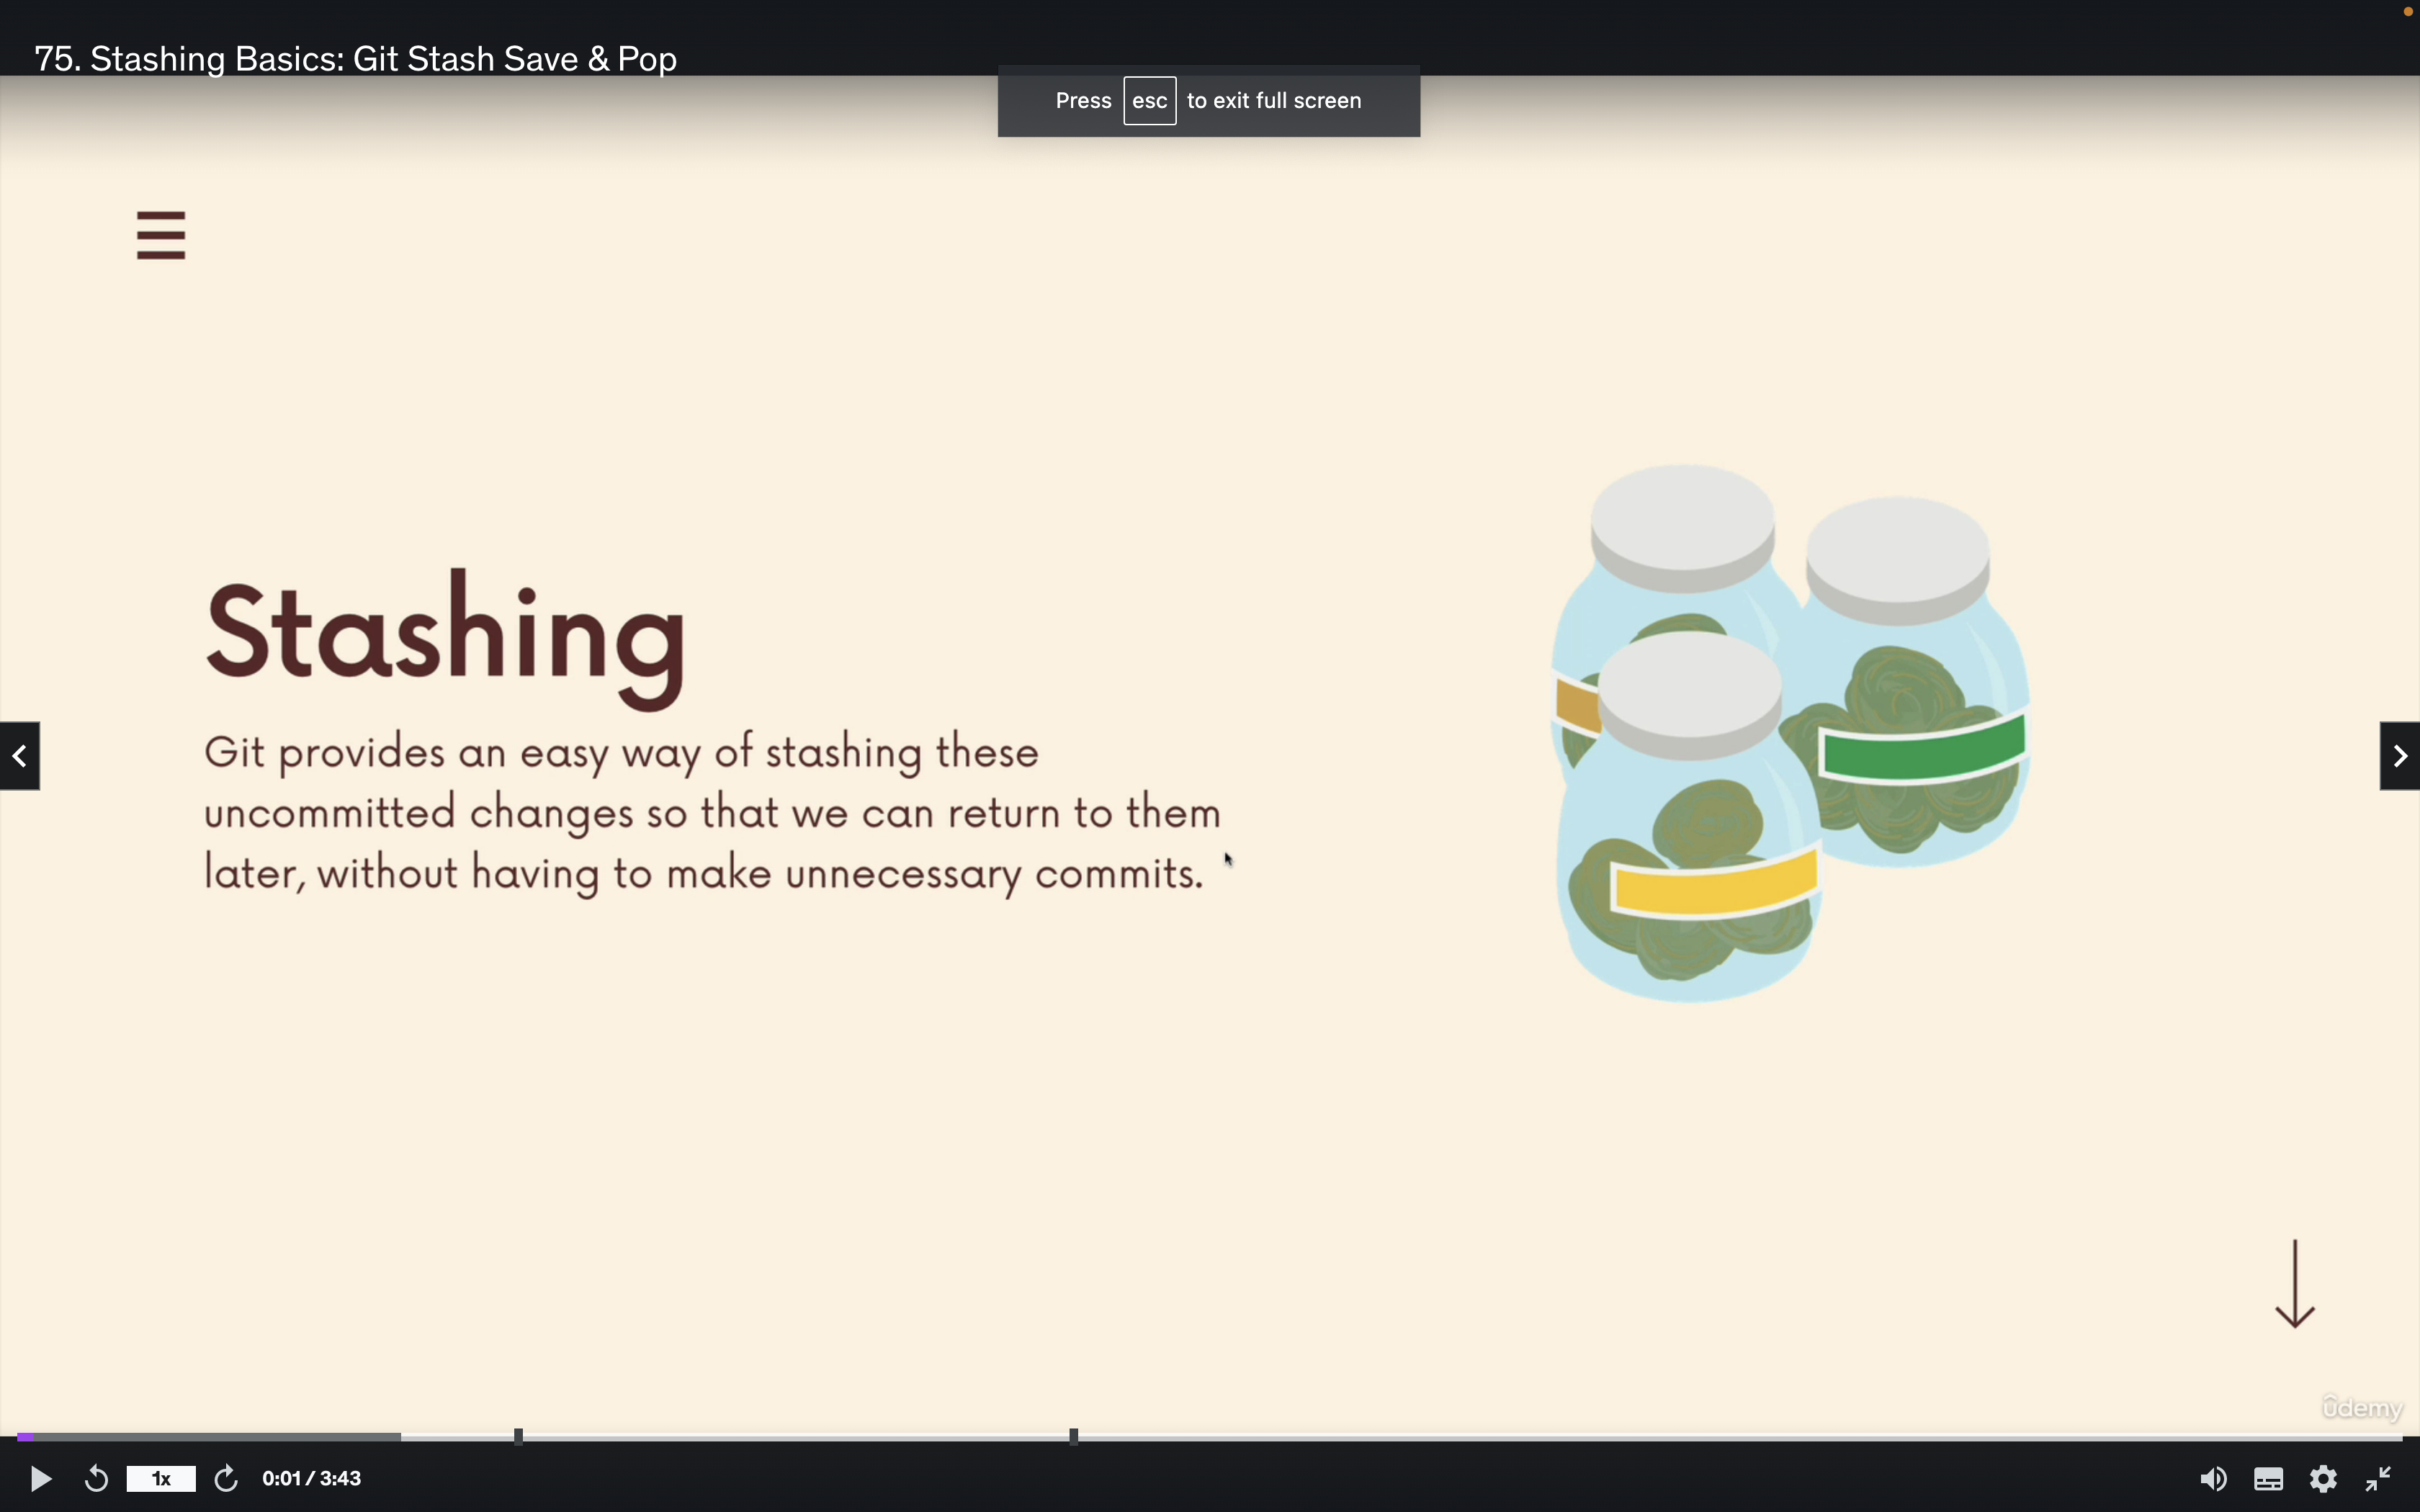 75. Stashing Basics: Git Stash Save & Pop
Press esc to exit full screen
Stashing
Git provides an easy way of stashing these
uncommitted changes so that we can return to them
later, without having to make unnecessary commits.
ûdemy
1x 0:01 / 3:43